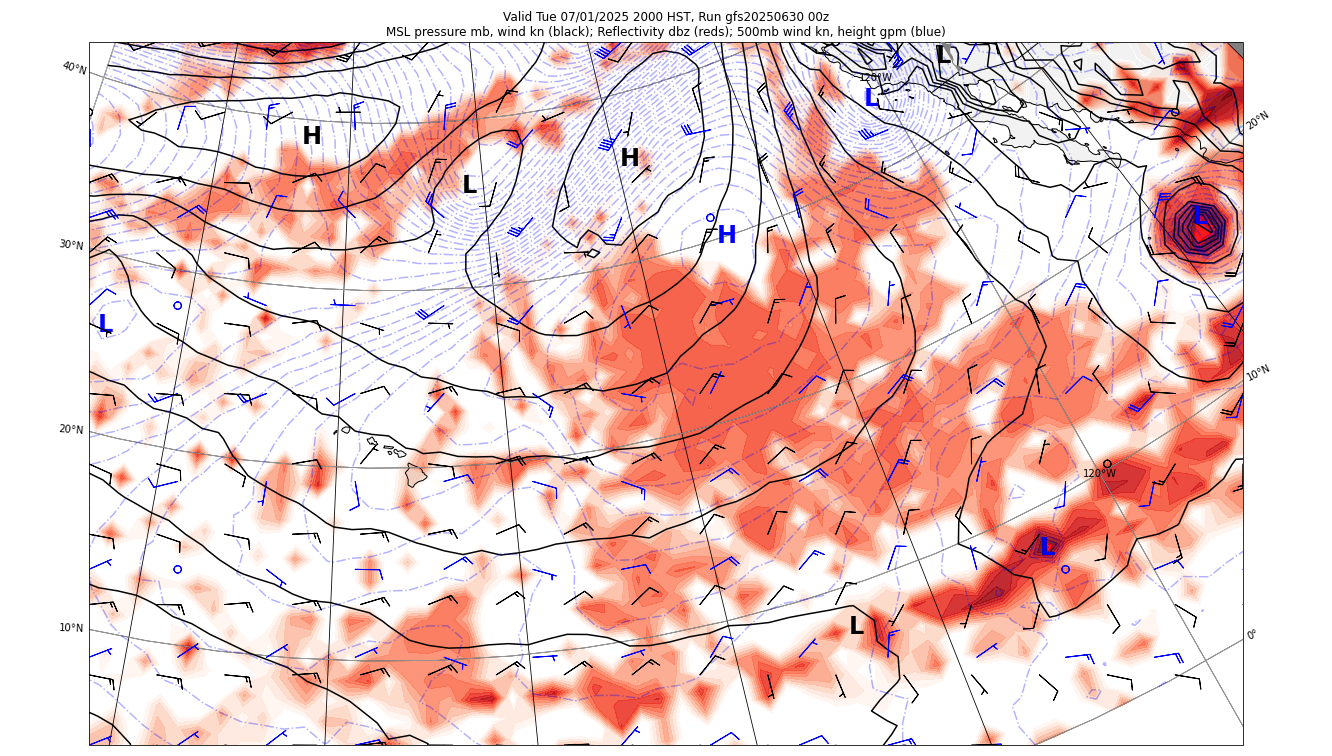 Valid Tue 07/01/2025 2000 HST, Run gfs20250630 00z
MSL pressure mb, wind kn (black); Reflectivity dbz (reds); 500mb wind kn, height gpm (blue)
40°N
L
120°W
L
20°N
H
H
L
L
H
30°N
L
10°N
20°N
120°W
L
10°N
L
0°